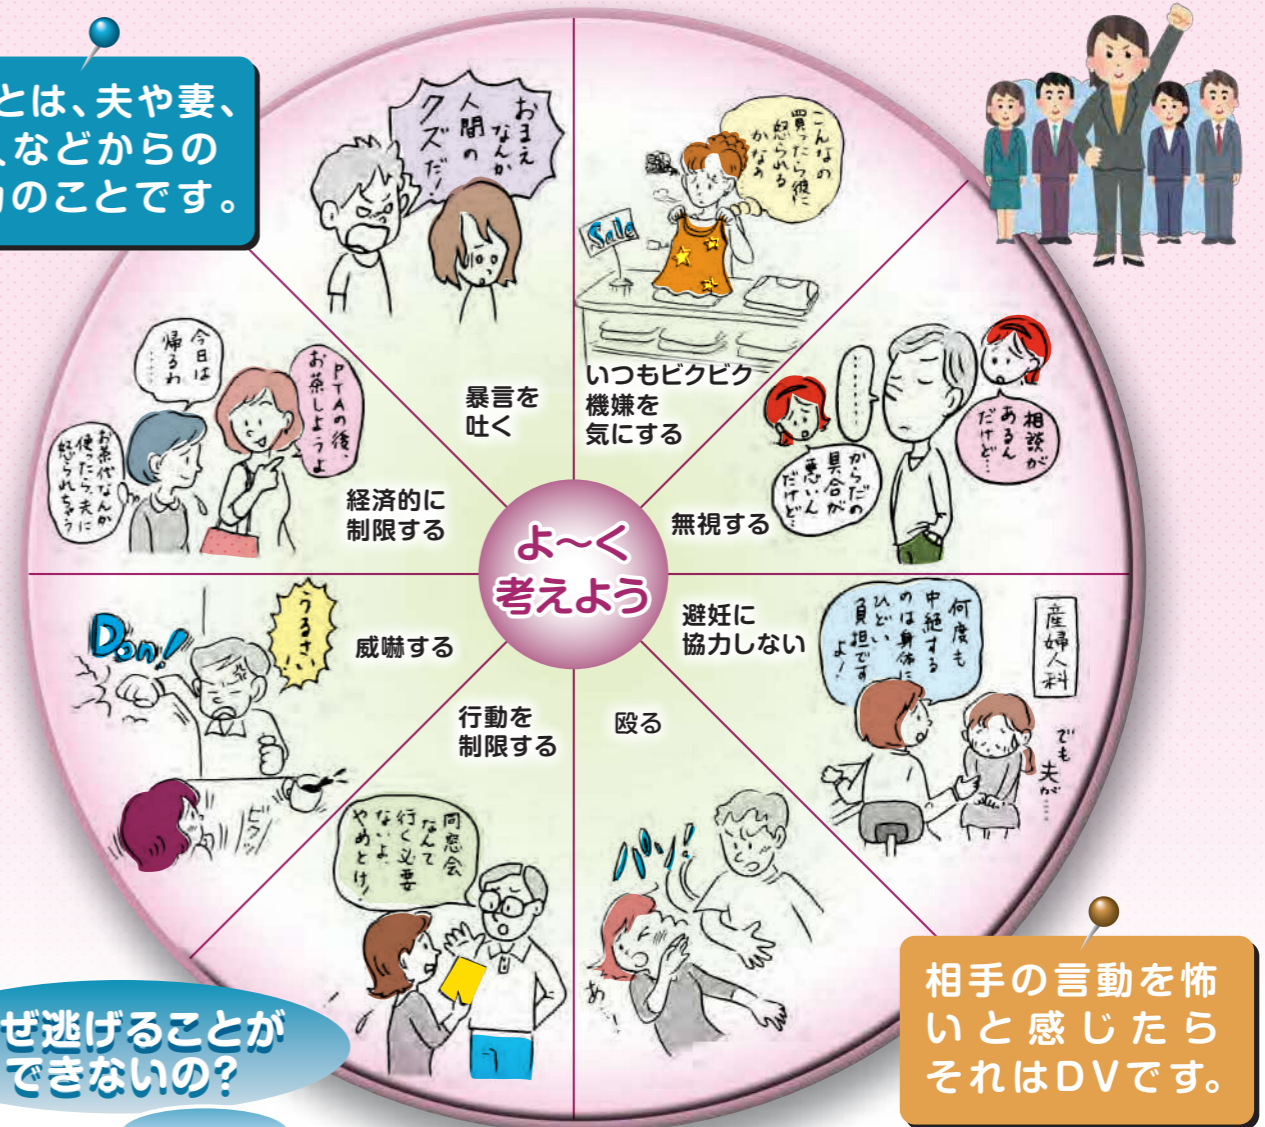 とは、夫や妻、
などからの
のことです。
おまえ
なんか
人間の
クズだ!
暴言を
吐く
こんなの
買ったら彼に
怒られる
かなぁ
Sale
いつもビクビク
機嫌を
気にする
相談が
あるん
だけど…
………
からだの
具合が
悪いん
だけど…
無視する
産婦人科
何度も
中絶する
のは身体に
ひどい
負担です
よ!
でも
夫が……
避妊に
協力しない
殴る
バシ!
あ!
行動を
制限する
同窓会
なんて
行く必要
ないよ、
やめとけ!
威嚇する
Don!
うるさい
ビクッ
経済的に
制限する
PTAの後、
お茶しようよ
今日は
帰るわ
……
お茶代なんか
使ったら、夫に
怒られちゃう
よ~く
考えよう
相手の言動を怖
いと感じたら
それはDVです。
ぜ逃げることが
できないの?